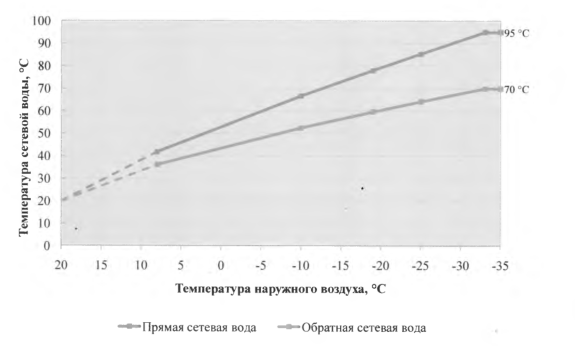 Температура сетевой воды, °С
100
90
80
70
60
50
40
30
20
10
0
95 °С
70 °С
20 15 10 5 0 -5 -10 -15 -20 -25 -30 -35
Температура наружного воздуха, °С
Прямая сетевая вода Обратная сетевая вода